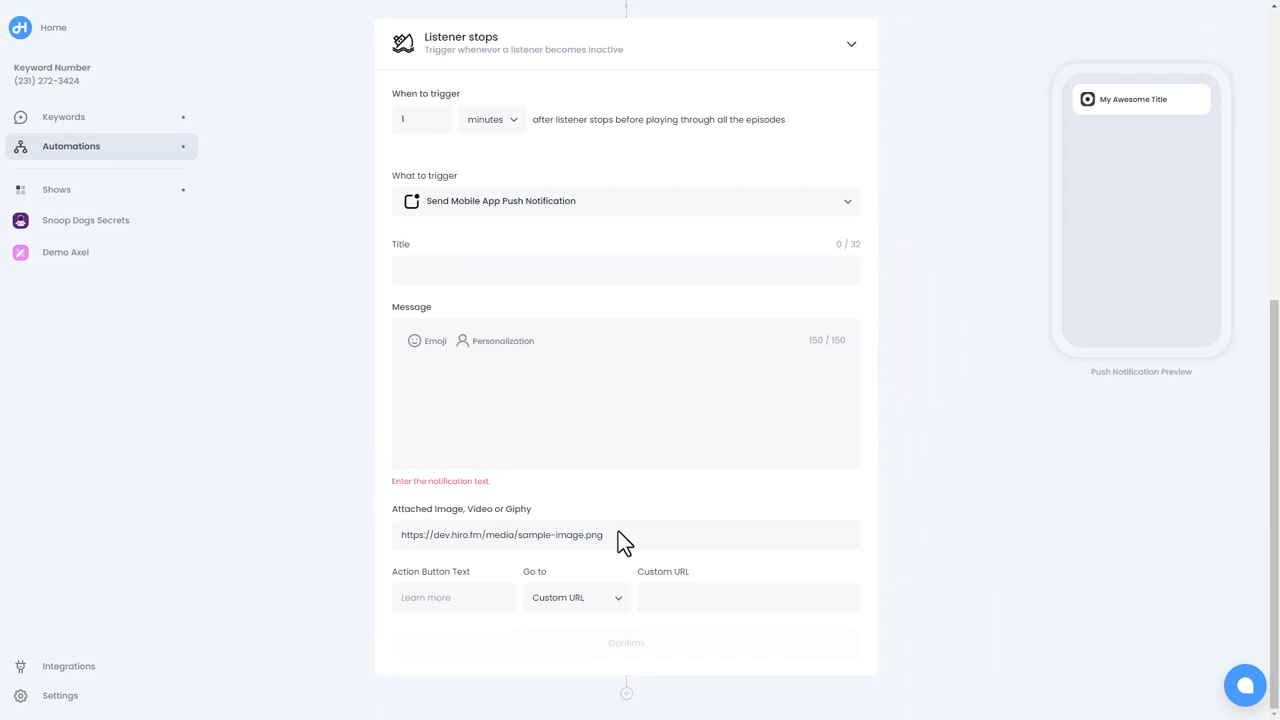 Home
Keyword Number
(231) 272-3424
Keywords
Automations
Shows
Snoop Dogs Secrets
Demo Axel
Integrations
Settings
Listener stops
Trigger whenever a listener becomes inactive
When to trigger
1 minutes after listener stops before playing through all the episodes
What to trigger
Send Mobile App Push Notification
Title 0 / 32
Message
Emoji Personalization 150 / 150
Enter the notification text.
Attached Image, Video or Giphy
https://dev.hiro.fm/media/sample-image.png
Action Button Text Go to Custom URL
Learn more Custom URL
Confirm
My Awesome Title
Push Notification Preview